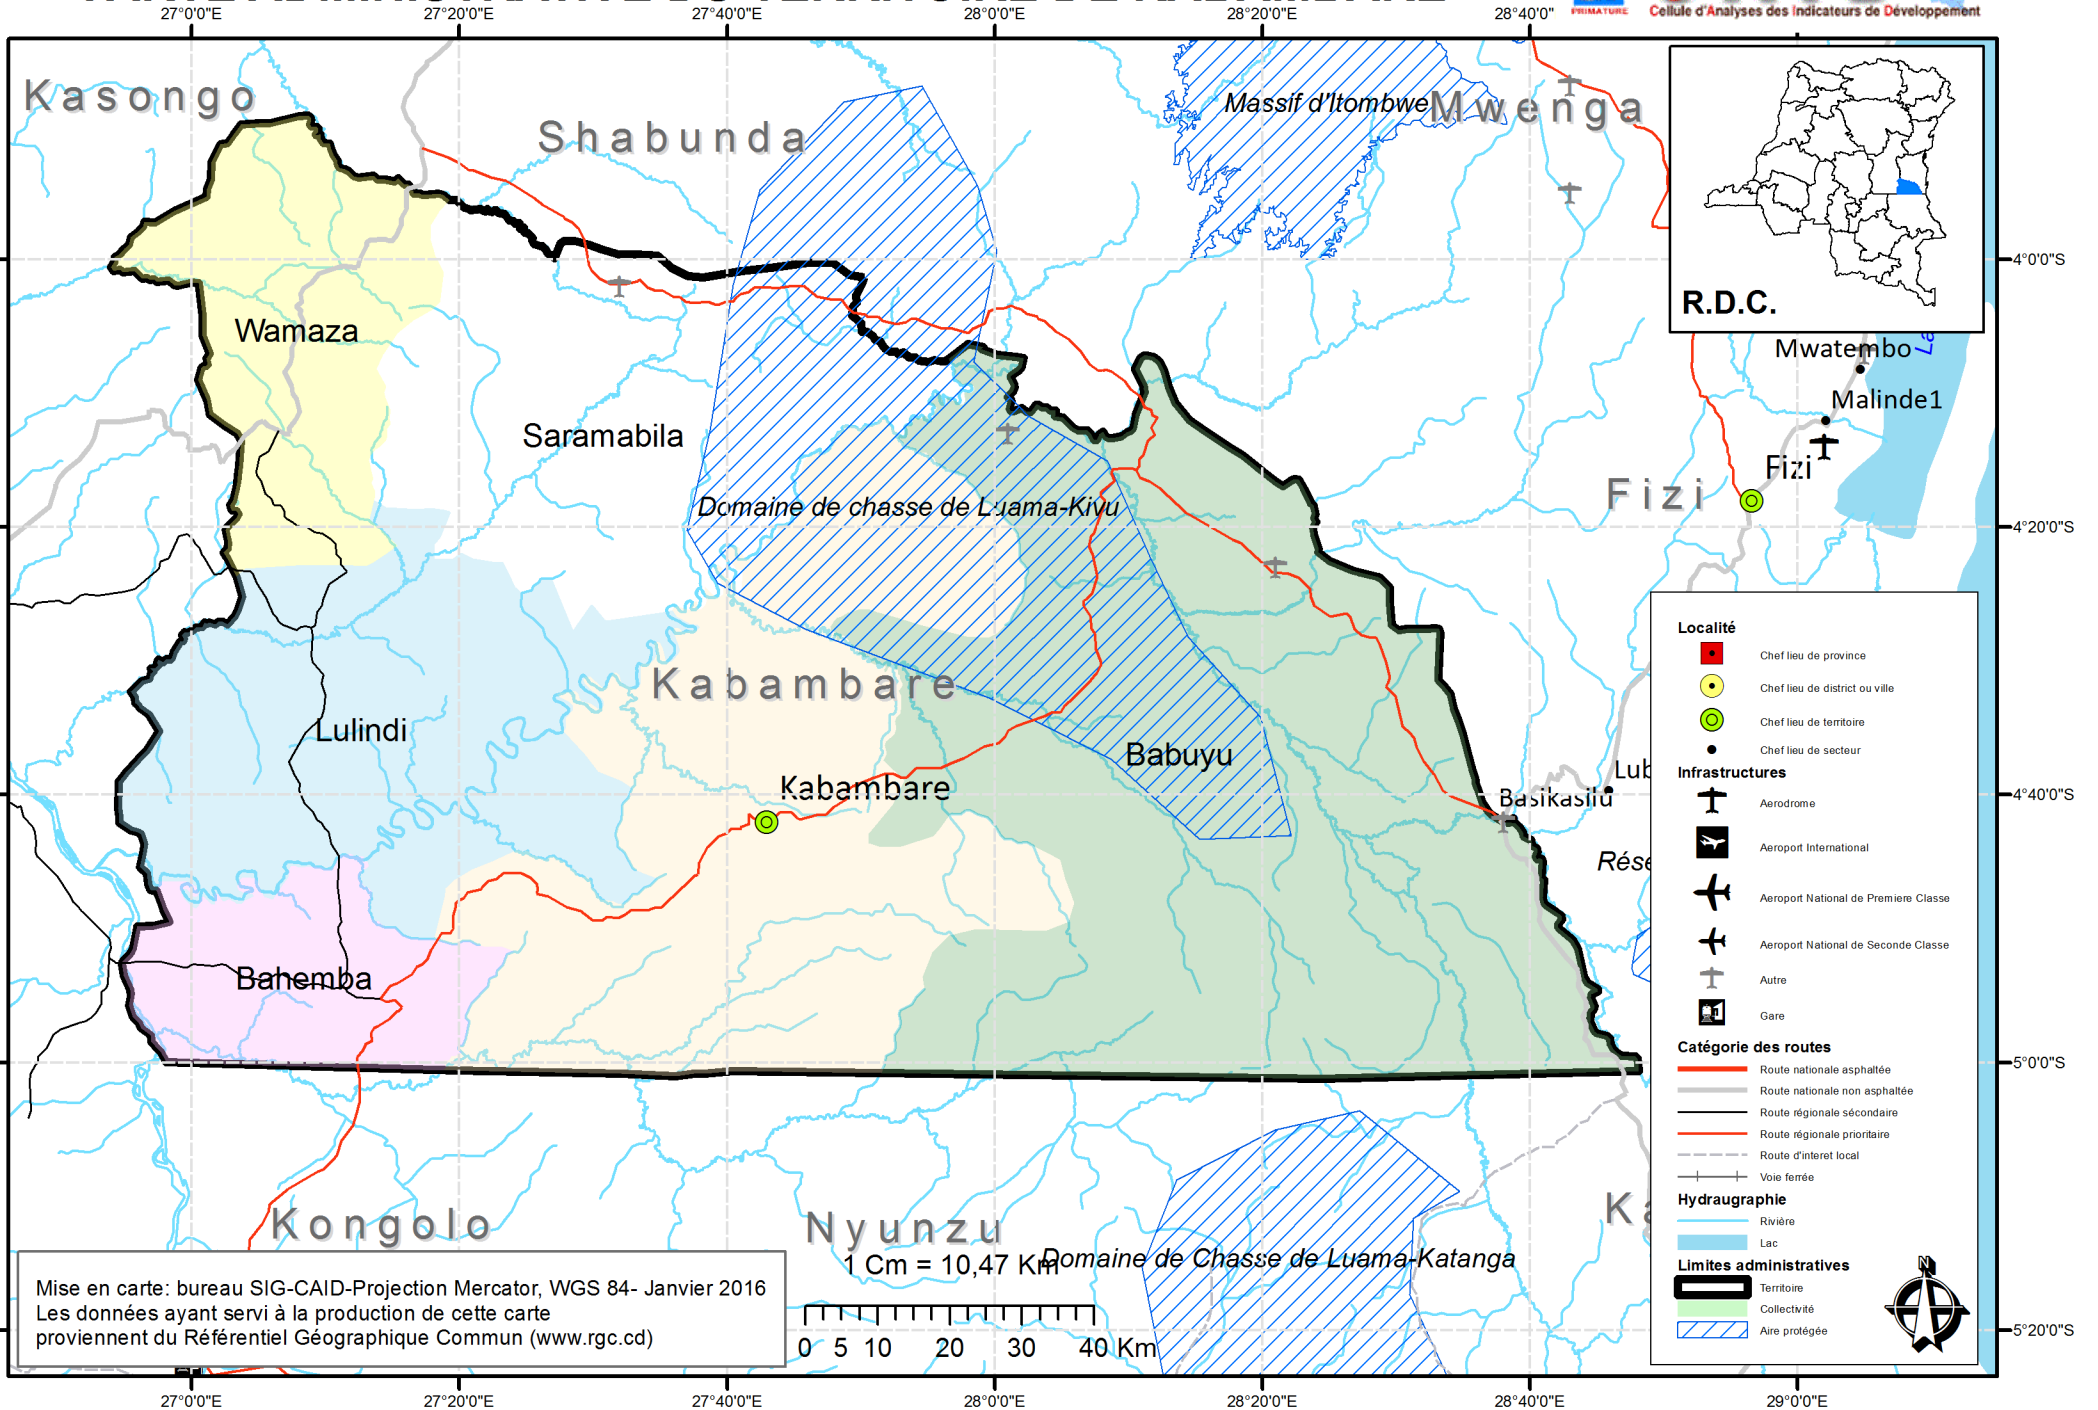 PRIMATURE
Cellule d'Analyses des Indicateurs de Développement
27°0'0"E
27°20'0"E
27°40'0"E
28°0'0"E
28°20'0"E
28°40'0"
Kasongo
Shabunda
Massif d'Itombwe
Mwenga
R.D.C.
4°0'0"S
Wamaza
Mwatembo
Malinde1
Saramabila
Fizi
Fizi
Domaine de chasse de Luama-Kivu
4°20'0"S
Kabambare
Lulindi
Babuyu
Kabambare
Basikasilu
Lub
4°40'0"S
Rése
Bahemba
5°0'0"S
Localité
Chef lieu de province
Chef lieu de district ou ville
Chef lieu de territoire
Chef lieu de secteur
Infrastructures
Aerodrome
Aeroport International
Aeroport National de Premiere Classe
Aeroport National de Seconde Classe
Autre
Gare
Catégorie des routes
Route nationale asphaltée
Route nationale non asphaltée
Route régionale sécondaire
Route régionale prioritaire
Route d'interet local
Voie ferrée
Hydraugraphie
Rivière
Lac
Limites administratives
Territoire
Collectivité
Aire protégée
N
Kongolo
Nyunzu
1 Cm = 10,47 Km
Domaine de Chasse de Luama-Katanga
Mise en carte: bureau SIG-CAID-Projection Mercator, WGS 84- Janvier 2016
Les données ayant servi à la production de cette carte
proviennent du Référentiel Géographique Commun (www.rgc.cd)
0 5 10 20 30 40 Km
5°20'0"S
27°0'0"E
27°20'0"E
27°40'0"E
28°0'0"E
28°20'0"E
28°40'0"E
29°0'0"E